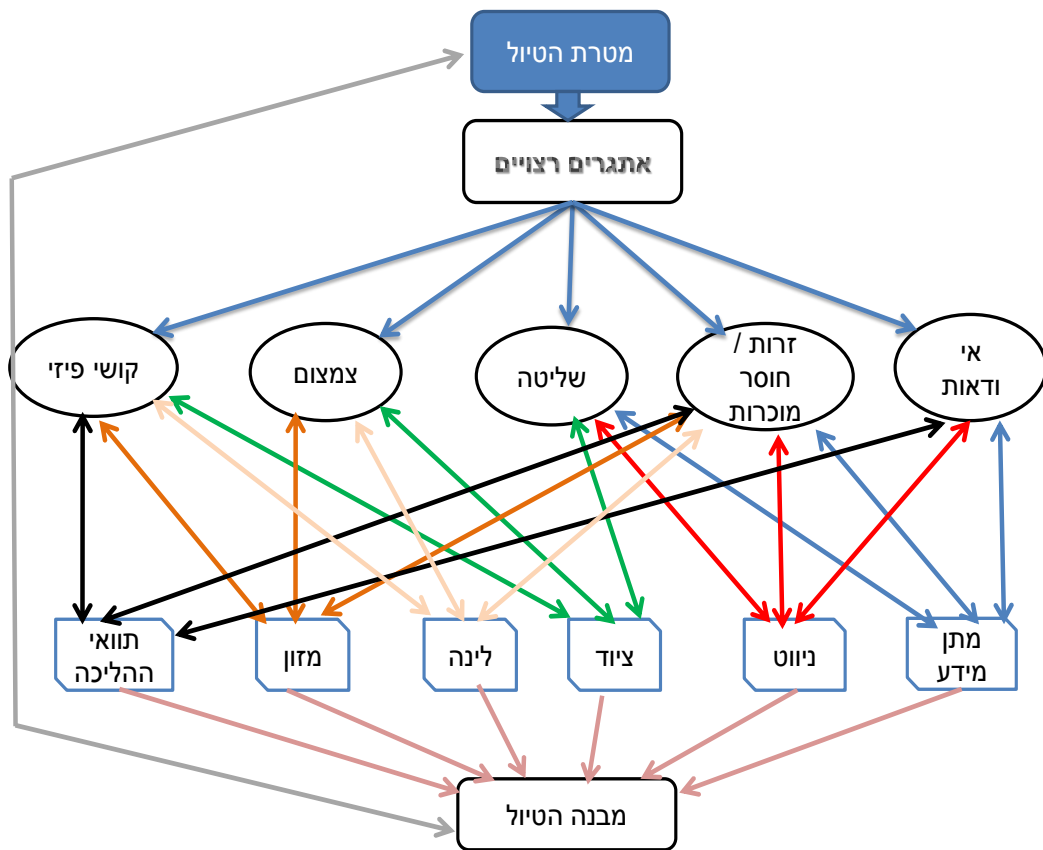 מטרת הטיול
אתגרים רצויים
אי
ודאות
זרות /
חוסר
מוכרות
שליטה
צמצום
קושי פיזי
מתן
מידע
ניווט
ציוד
לינה
מזון
תוואי
ההליכה
מבנה הטיול